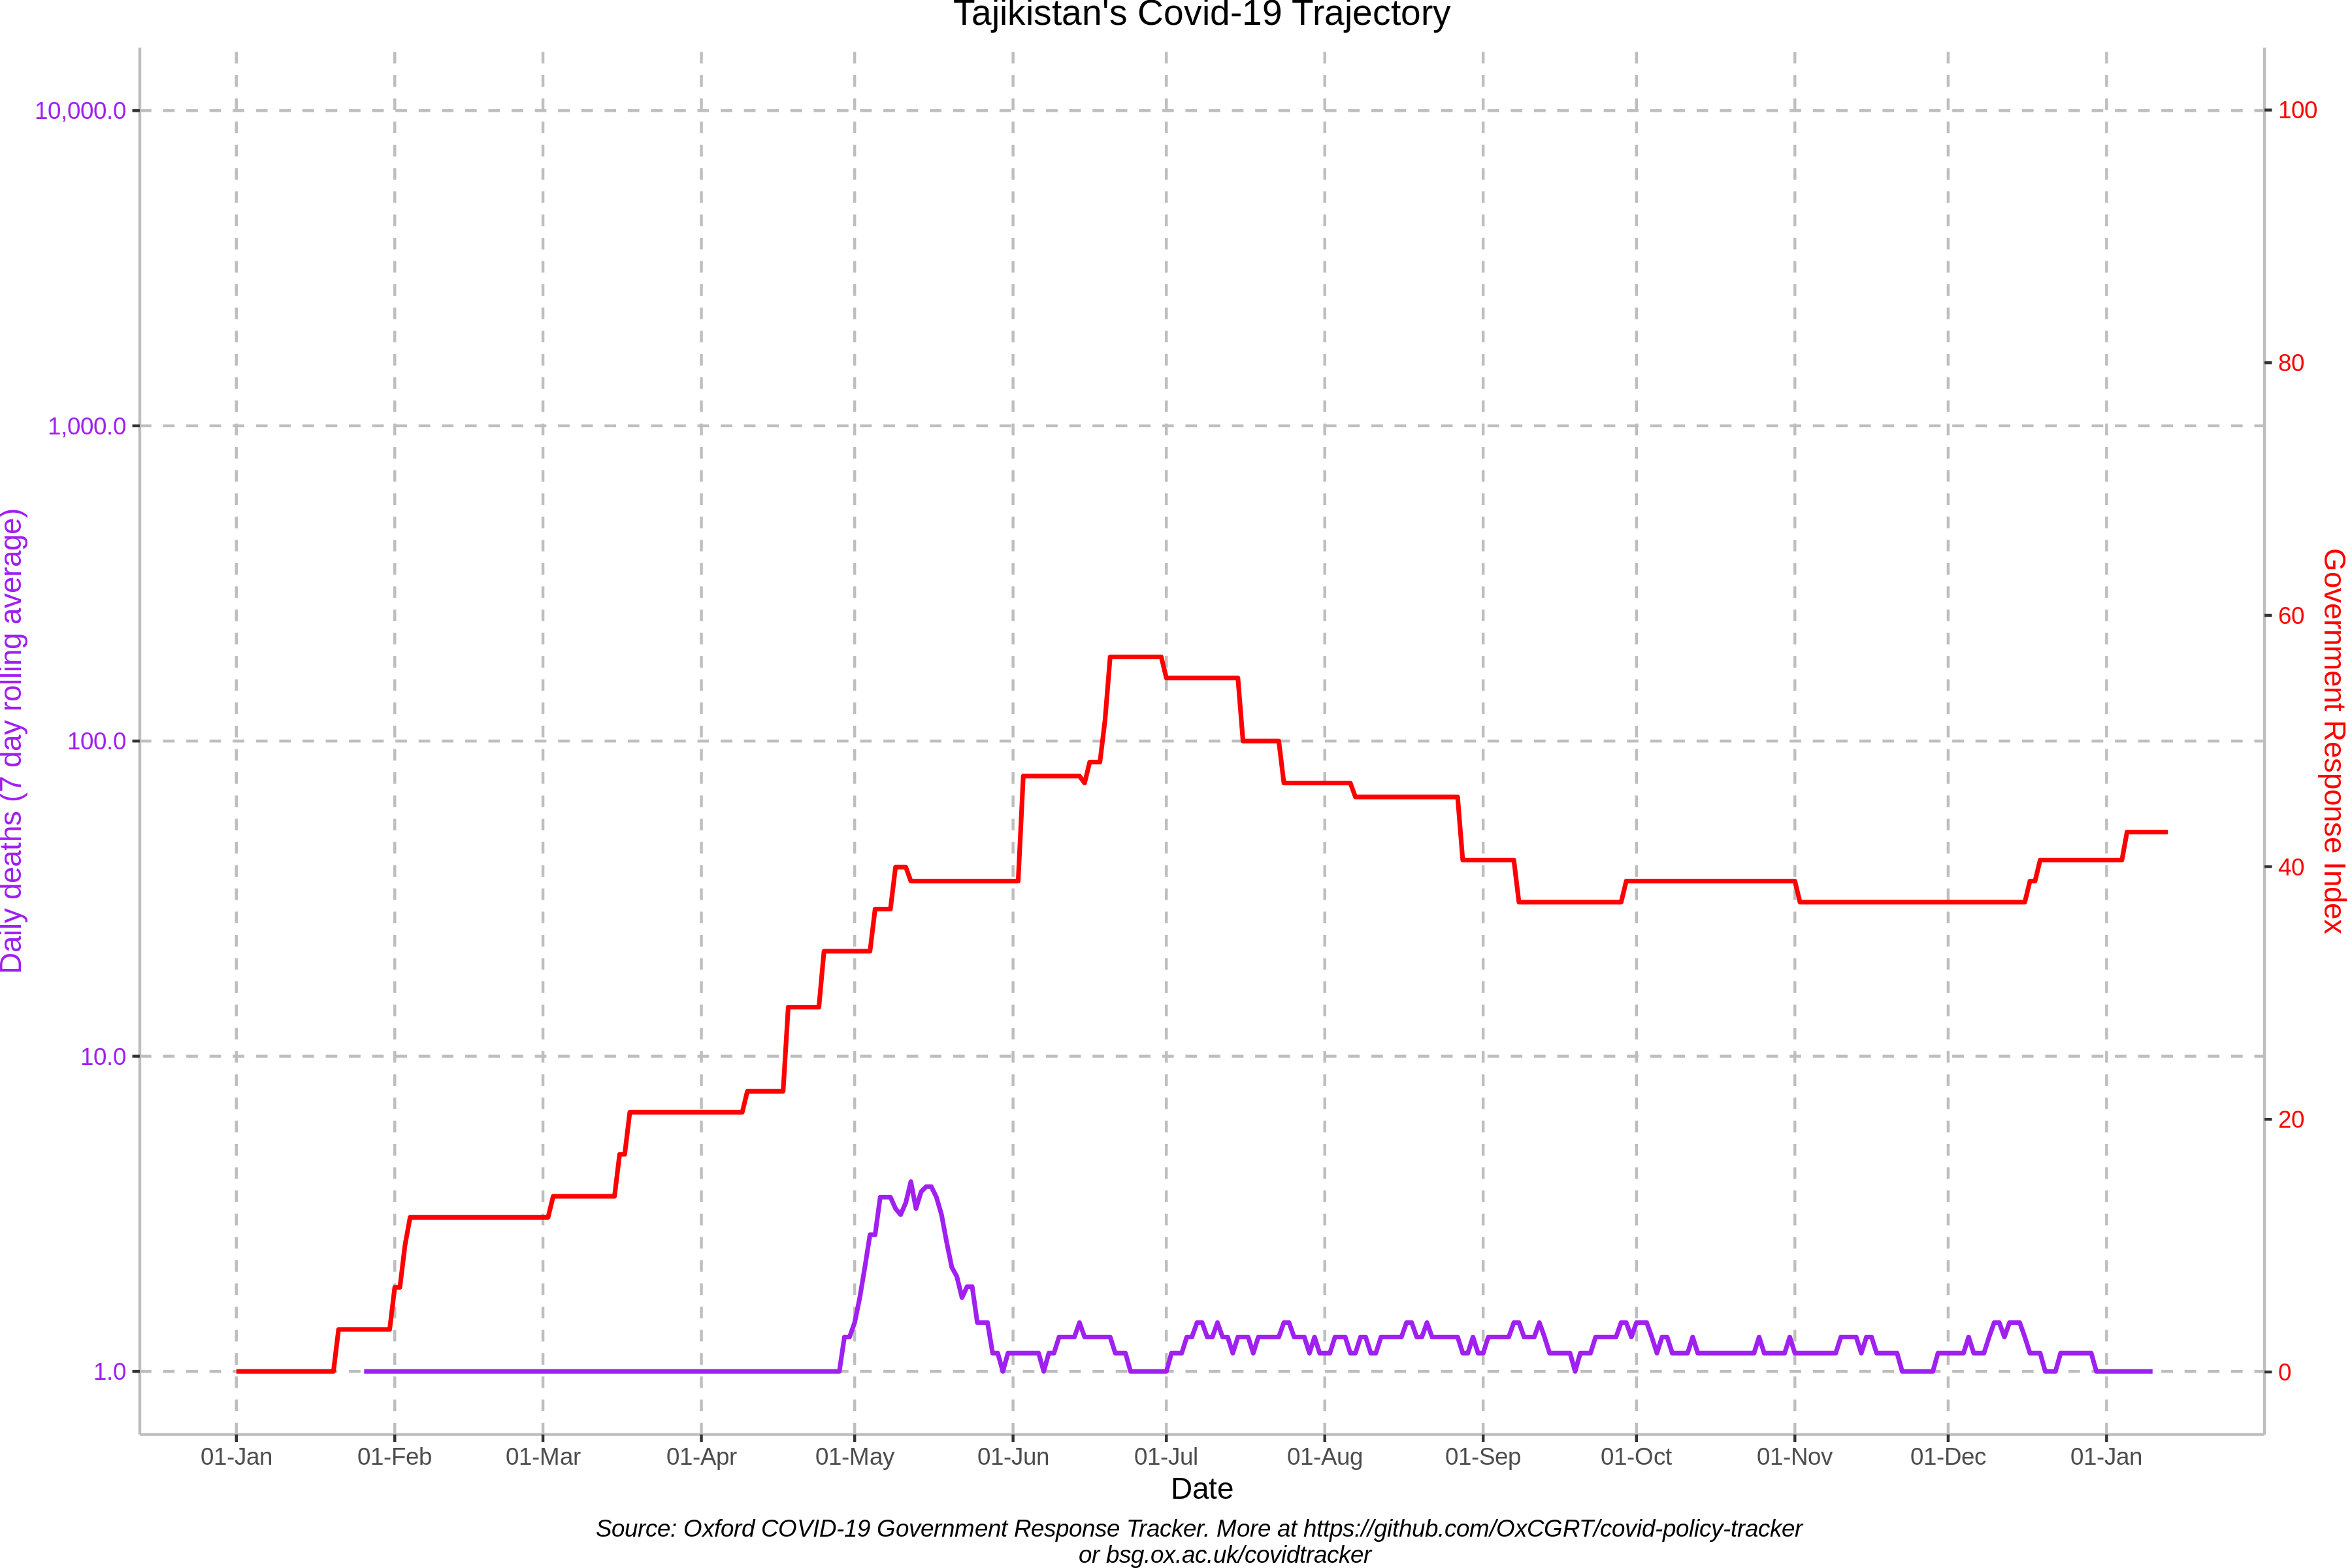 Tajikistan's Covid-19 Trajectory
10,000.0
1,000.0
100.0
10.0
1.0
Daily deaths (7 day rolling average)
100
80
60
40
20
0
Government Response Index
01-Jan 01-Feb 01-Mar 01-Apr 01-May 01-Jun 01-Jul 01-Aug 01-Sep 01-Oct 01-Nov 01-Dec 01-Jan
Date
Source: Oxford COVID-19 Government Response Tracker. More at https://github.com/OxCGRT/covid-policy-tracker
or bsg.ox.ac.uk/covidtracker